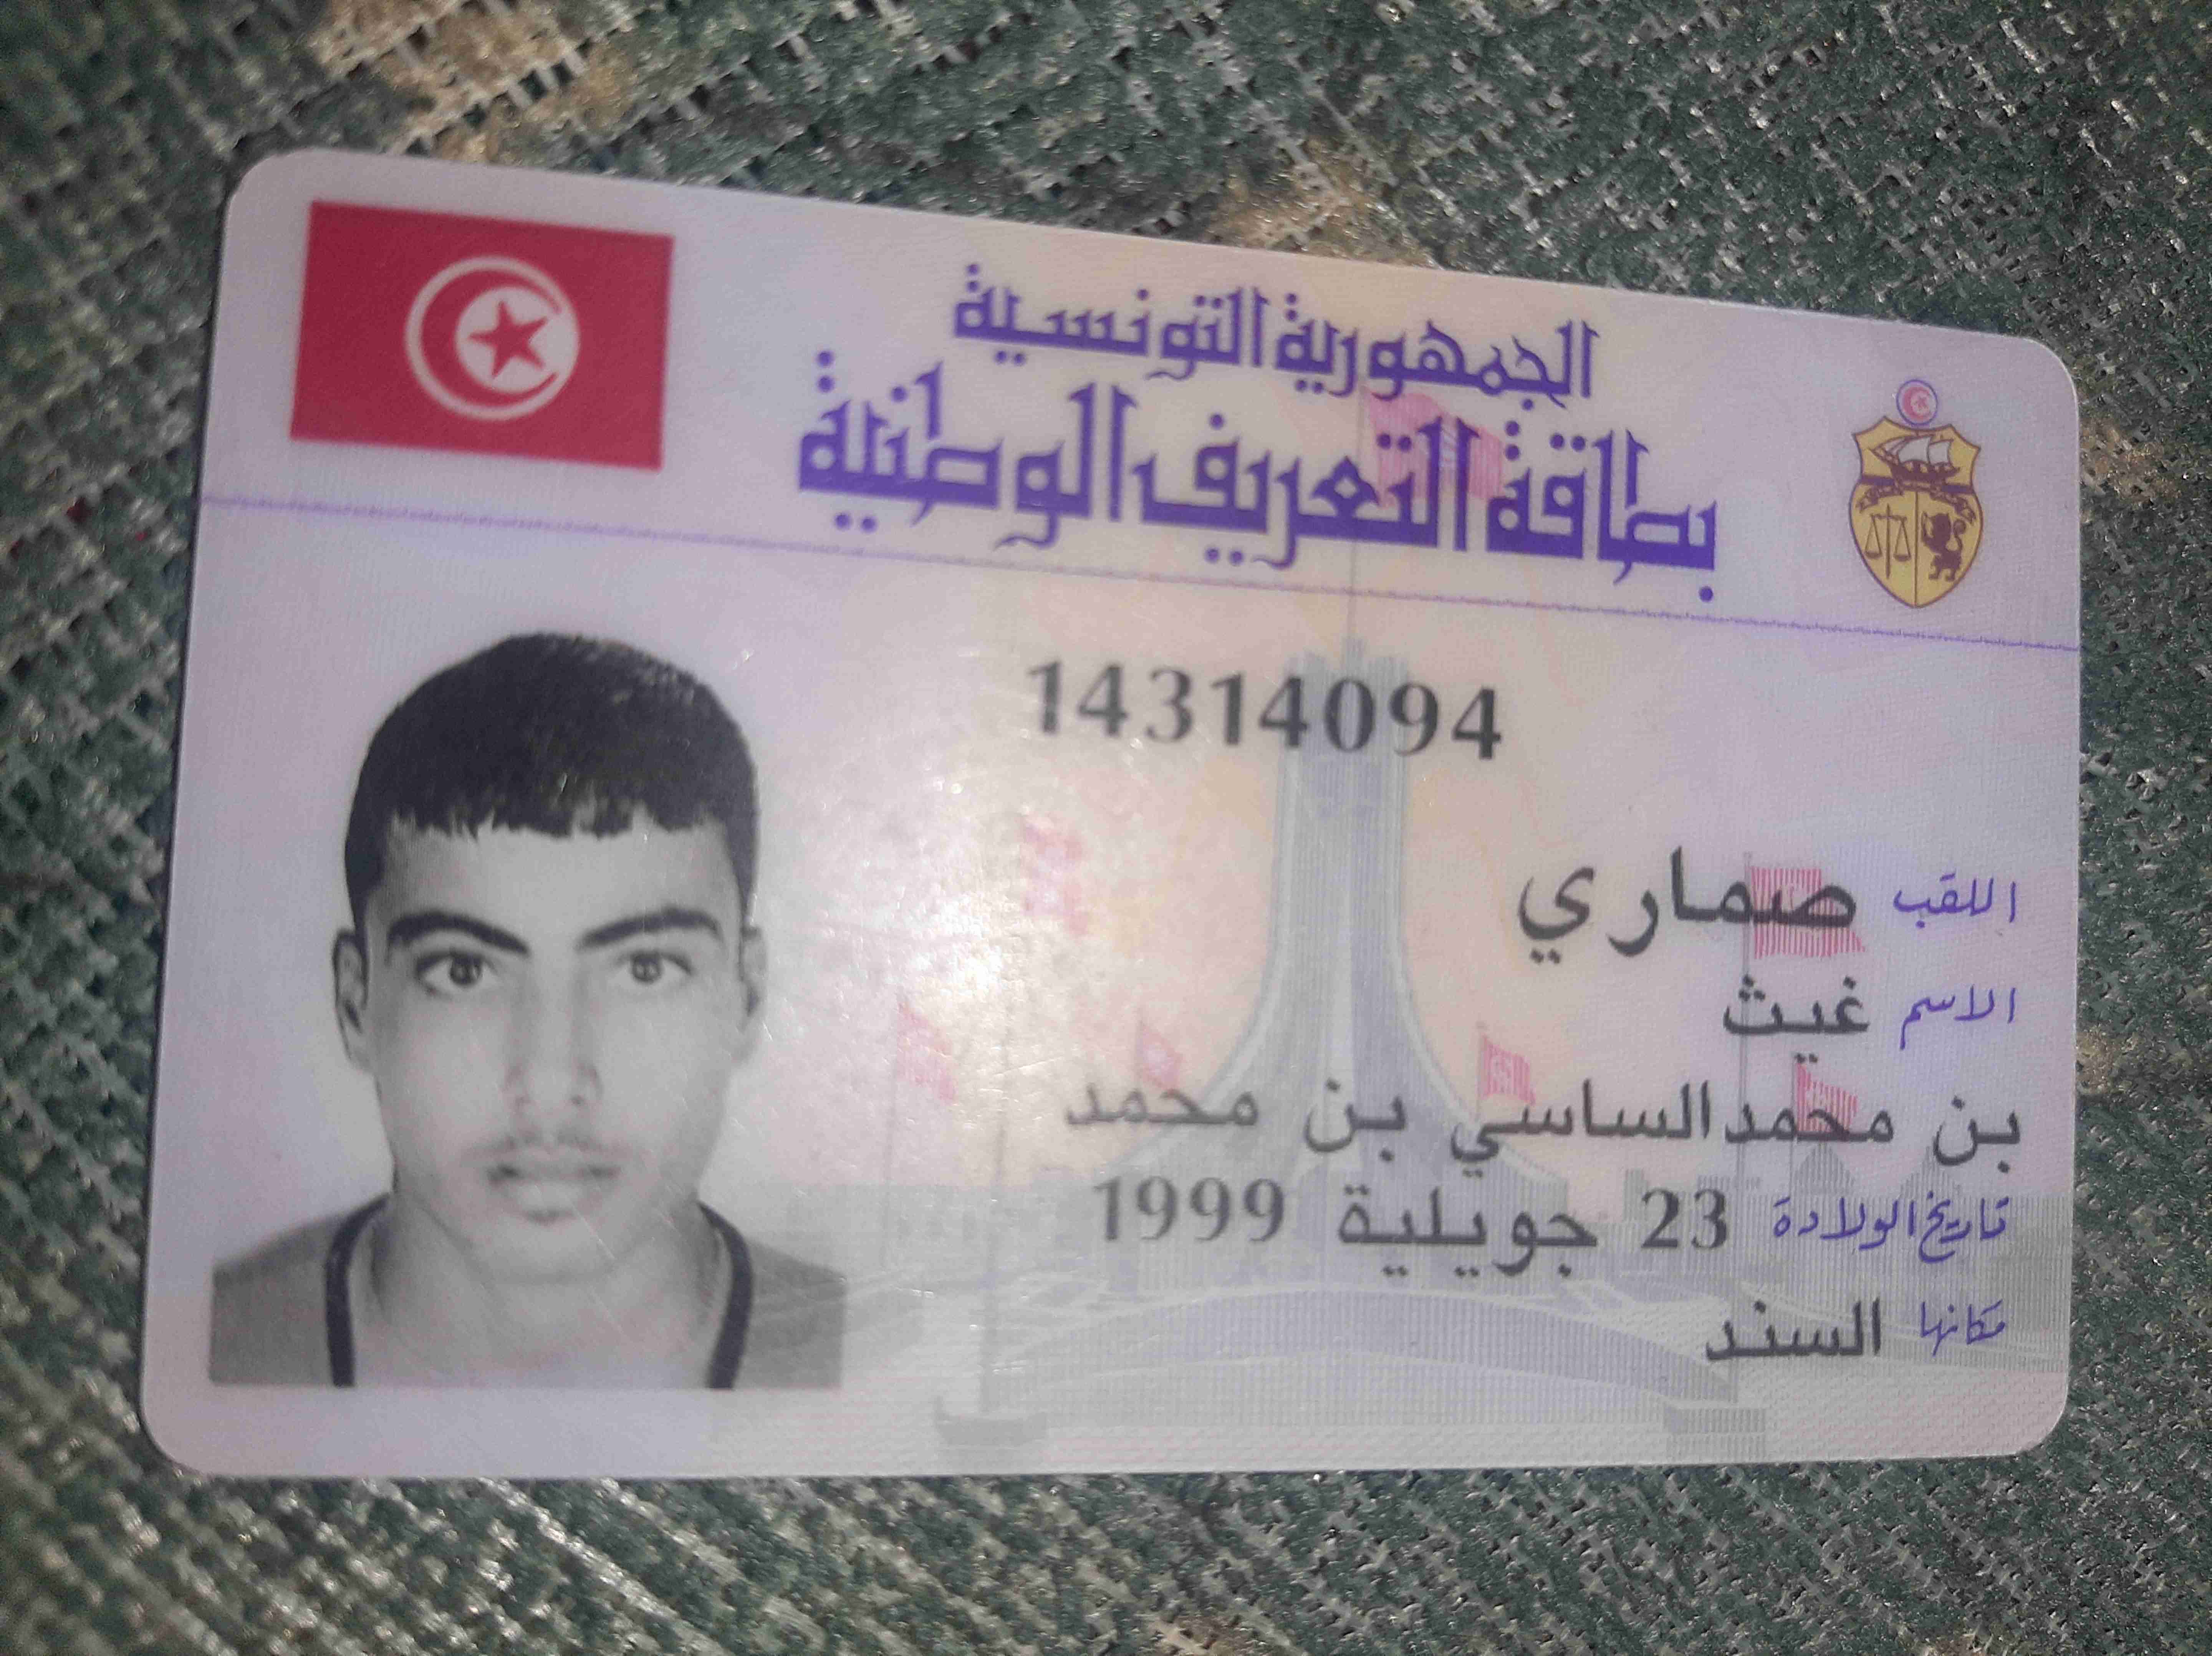 الجمهورية التونسية
بطاقة التعريف الوطنية
14314094
اللقب صماري
الاسم غيث
بن محمد الساسي بن محمد
تاريخ الولادة 23 جويلية 1999
مكانها السند